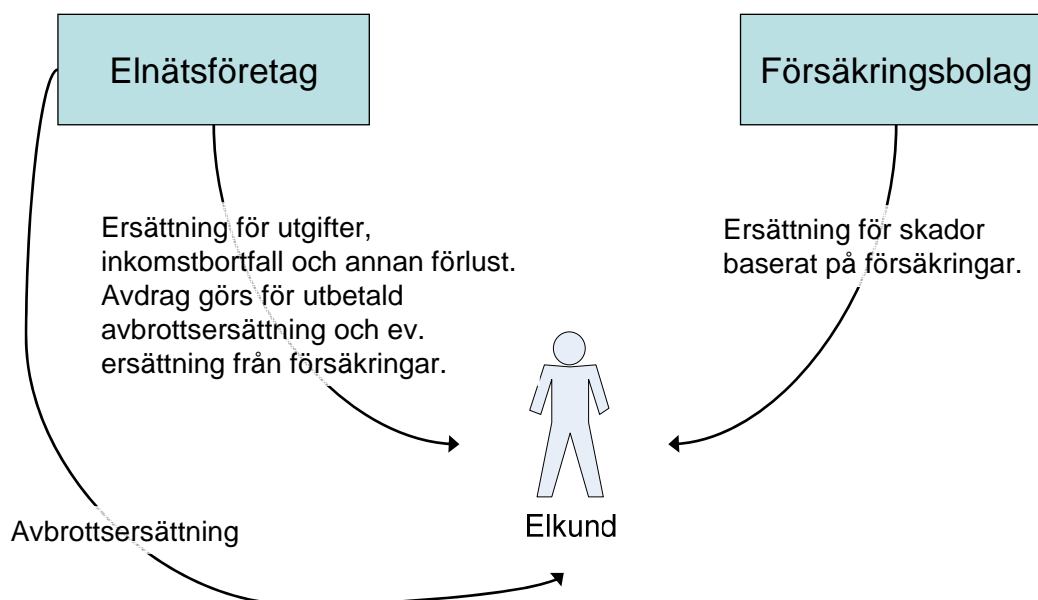 Elnätsföretag
Försäkringsbolag
Ersättning för utgifter,
inkomstbortfall och annan förlust.
Avdrag görs för utbetald
avbrottsersättning och ev.
ersättning från försäkringar.
Ersättning för skador
baserat på försäkringar.
Avbrottsersättning
Elkund